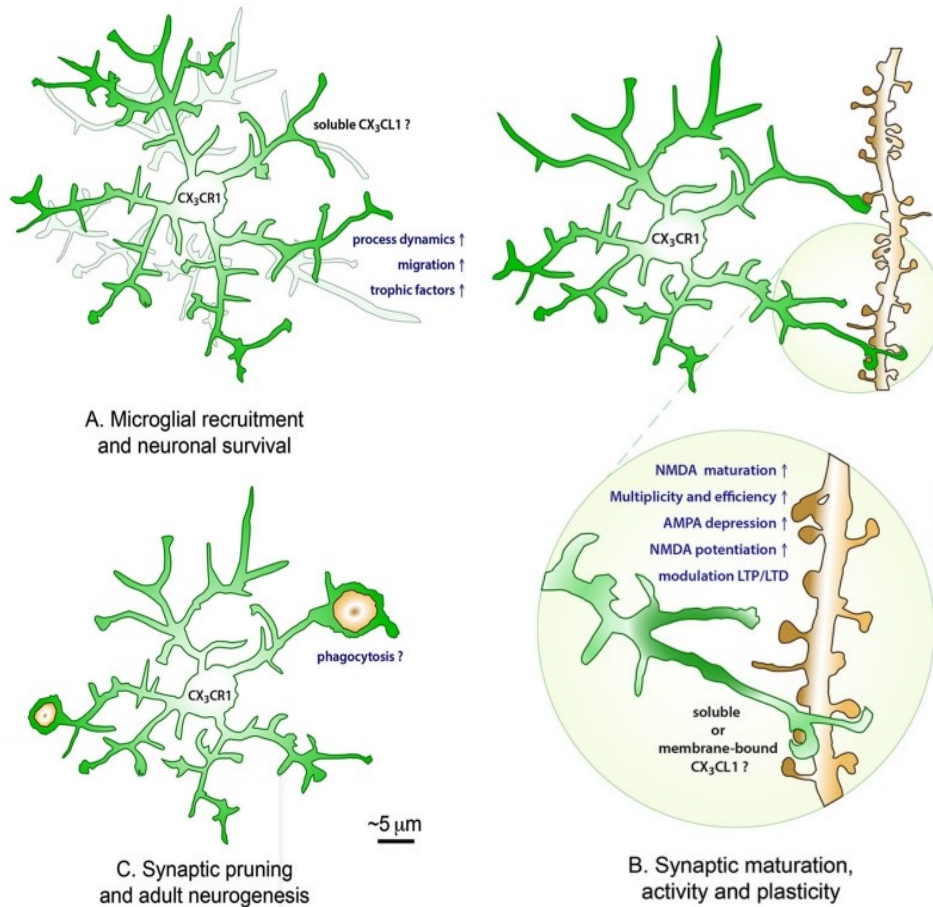 soluble CX₃CL1 ?
CX₃CR1
process dynamics ↑
migration ↑
trophic factors ↑
A. Microglial recruitment
and neuronal survival
CX₃CR1
NMDA maturation ↑
Multiplicity and efficiency ↑
AMPA depression ↑
NMDA potentiation ↑
modulation LTP/LTD
soluble
or
membrane-bound
CX₃CL1 ?
B. Synaptic maturation,
activity and plasticity
phagocytosis ?
CX₃CR1
~5 μm
C. Synaptic pruning
and adult neurogenesis